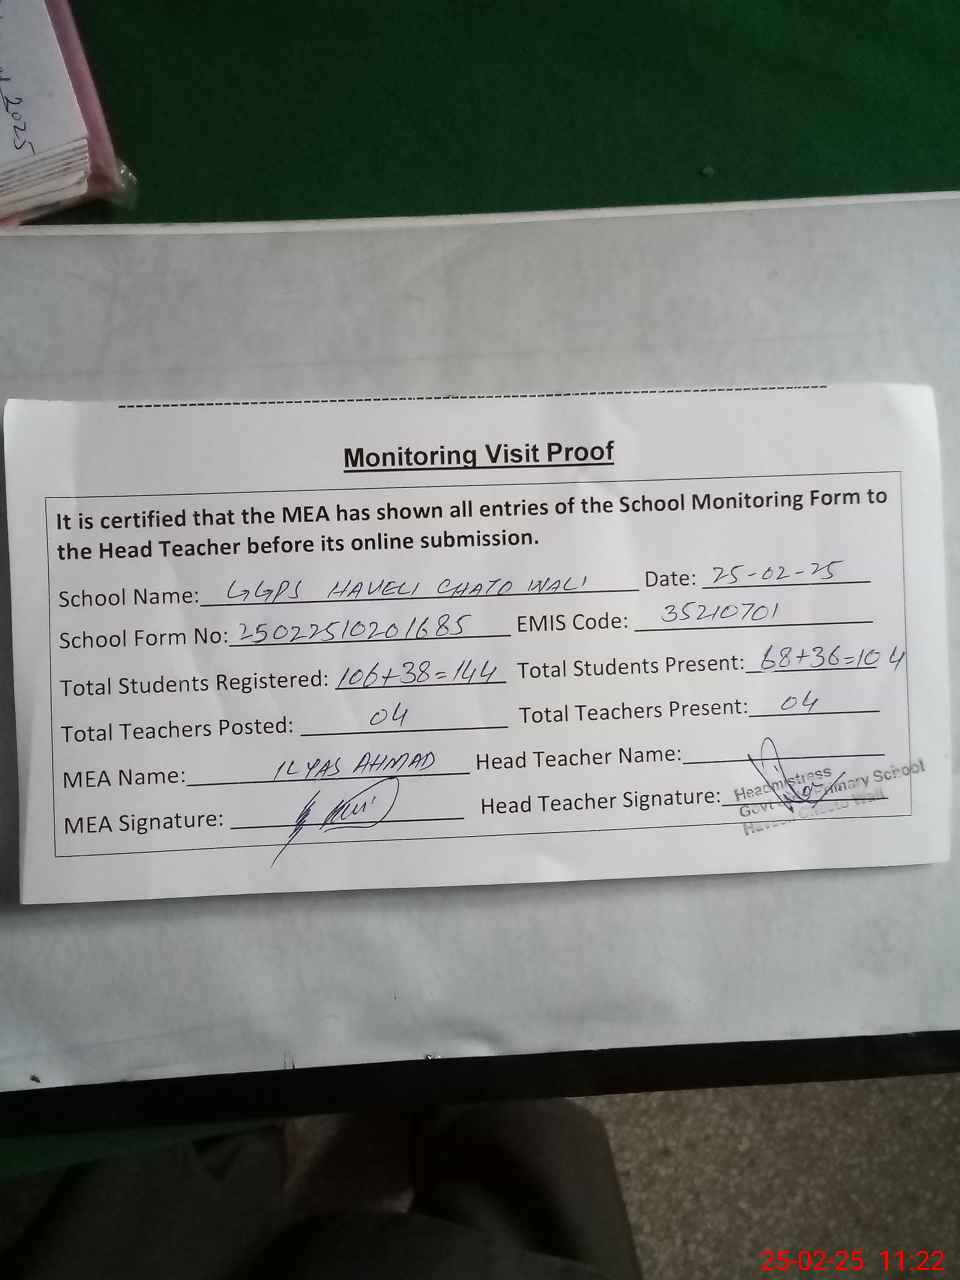 2025
Monitoring Visit Proof
It is certified that the MEA has shown all entries of the School Monitoring Form to
the Head Teacher before its online submission.
School Name: GGPS HAVELI CHATO WALI Date: 25-02-25
School Form No: 25022510201685 EMIS Code: 35210701
Total Students Registered: 106+38=144 Total Students Present: 68+36=104
Total Teachers Posted: 04 Total Teachers Present: 04
MEA Name: ILYAS AHMAD Head Teacher Name:
MEA Signature: Head Teacher Signature:
Headmistress
Govt Primary School
25-02-25 11:22